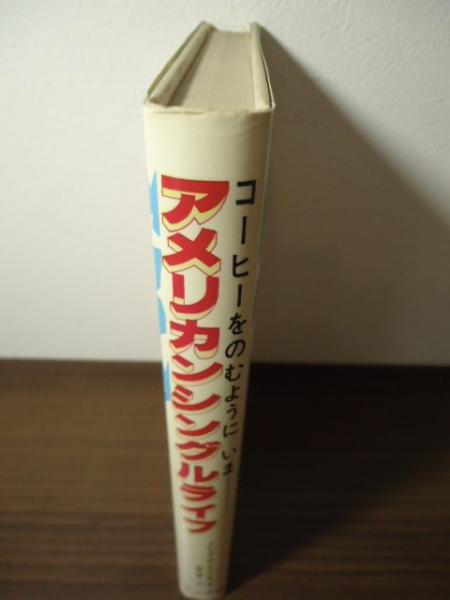 コーヒーをのむように いま
アメリカンシングルライフ